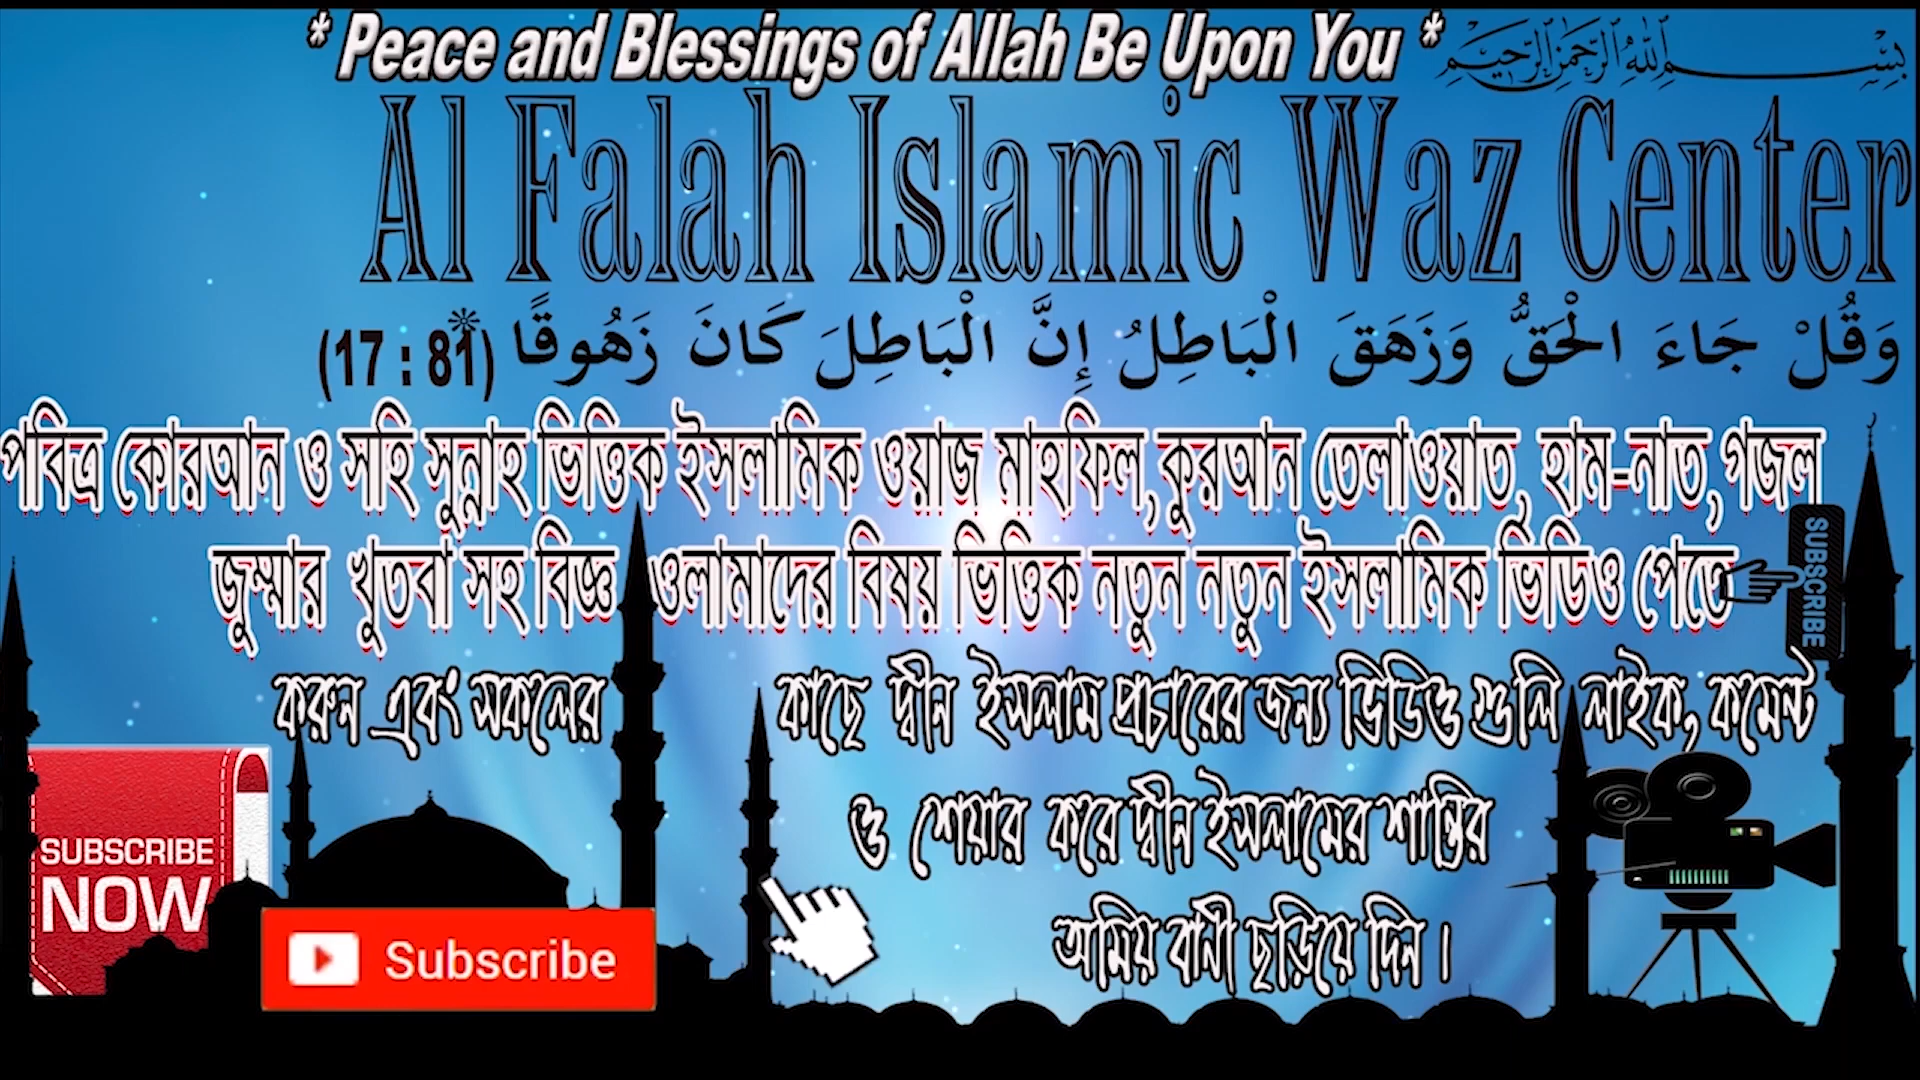 * Peace and Blessings of Allah Be Upon You *
بِسْمِ اللهِ الرَّحْمٰنِ الرَّحِيْمِ
Al Falah Islamic Waz Center
وَقُلْ جَاءَ الْحَقُّ وَزَهَقَ الْبَاطِلُ إِنَّ الْبَاطِلَ كَانَ زَهُوقًا (17 : 81)
পবিত্র কোরআন ও সহি সুন্নাহ ভিত্তিক ইসলামিক ওয়াজ মাহফিল,কুরআন তেলাওয়াত, হাম-নাত,গজল
জুম্মার খুতবা সহ বিজ্ঞ ওলামাদের বিষয় ভিত্তিক নতুন নতুন ইসলামিক ভিডিও পেতে
SUBSCRIBE
করুন এবং সকলের কাছে দ্বীন ইসলাম প্রচারের জন্য ভিডিও গুলি লাইক, কমেন্ট
ও শেয়ার করে দ্বীন ইসলামের শান্তির
অমিয় বানী ছড়িয়ে দিন ।
SUBSCRIBE
NOW
Subscribe